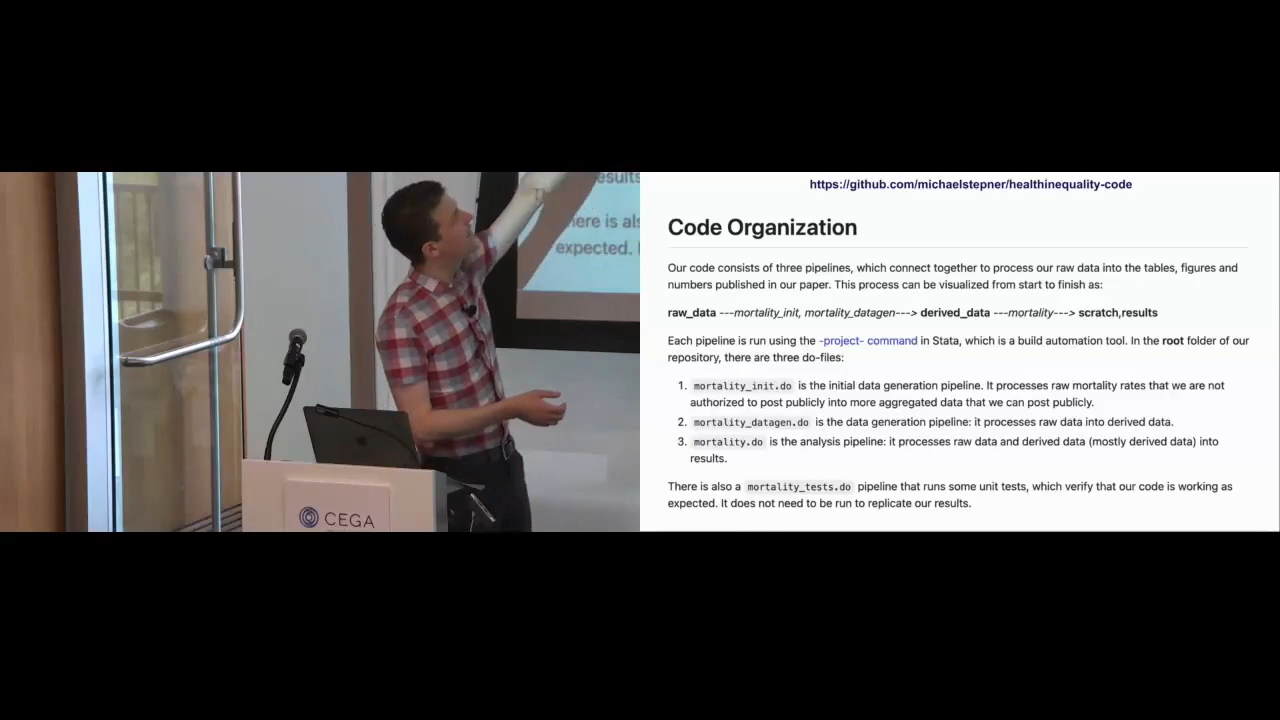 esults
here is als
expected. I
CEGA
https://github.com/michaelstepner/healthinequality-code
Code Organization
Our code consists of three pipelines, which connect together to process our raw data into the tables, figures and
numbers published in our paper. This process can be visualized from start to finish as:
raw_data ---mortality_init, mortality_datagen---> derived_data ---mortality---> scratch,results
Each pipeline is run using the -project- command in Stata, which is a build automation tool. In the root folder of our
repository, there are three do-files:
1. mortality_init.do is the initial data generation pipeline. It processes raw mortality rates that we are not
authorized to post publicly into more aggregated data that we can post publicly.
2. mortality_datagen.do is the data generation pipeline: it processes raw data into derived data.
3. mortality.do is the analysis pipeline: it processes raw data and derived data (mostly derived data) into
results.
There is also a mortality_tests.do pipeline that runs some unit tests, which verify that our code is working as
expected. It does not need to be run to replicate our results.